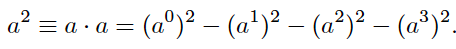 a² ≡ a · a = (a⁰)² − (a¹)² − (a²)² − (a³)².